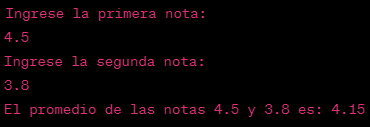 Ingrese la primera nota:
4.5
Ingrese la segunda nota:
3.8
El promedio de las notas 4.5 y 3.8 es: 4.15